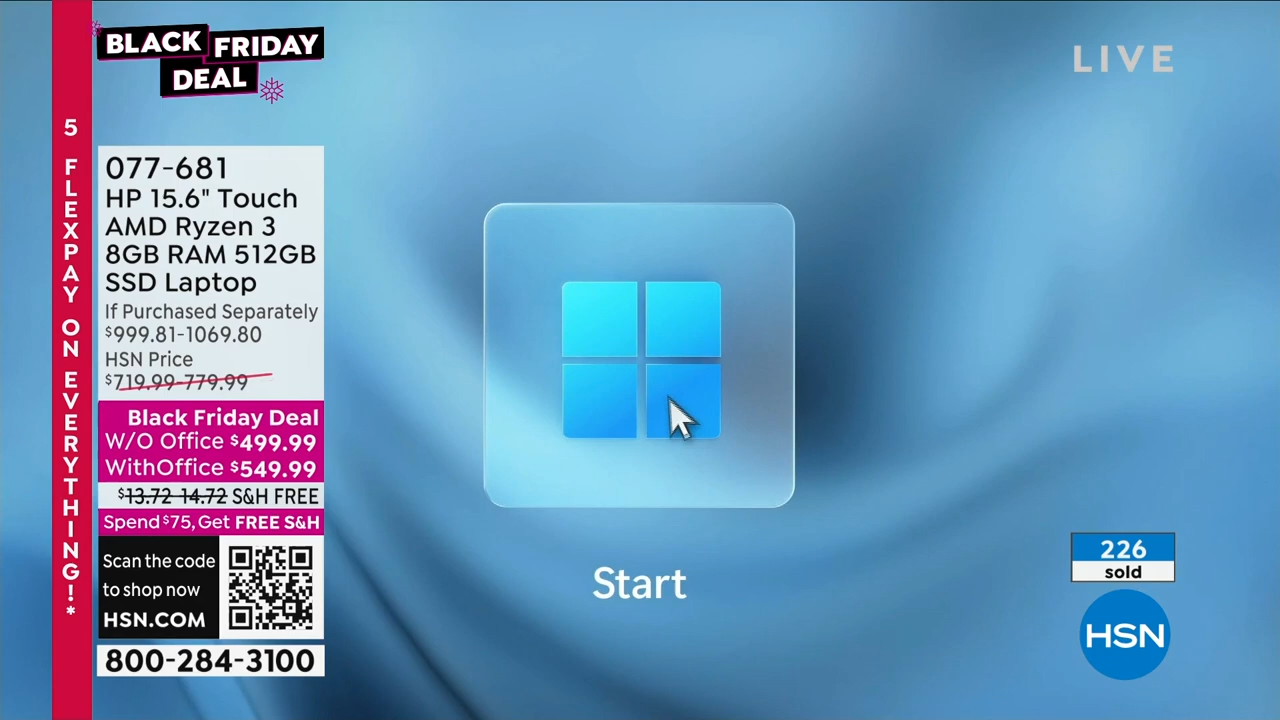 BLACK FRIDAY
DEAL
LIVE
5 FLEXPAY ON EVERYTHING!*
077-681
HP 15.6" Touch
AMD Ryzen 3
8GB RAM 512GB
SSD Laptop
If Purchased Separately
$999.81-1069.80
HSN Price
$719.99-779.99
Black Friday Deal
W/O Office $499.99
WithOffice $549.99
$13.72-14.72 S&H FREE
Spend $75, Get FREE S&H
Scan the code
to shop now
HSN.COM
800-284-3100
Start
226
sold
HSN